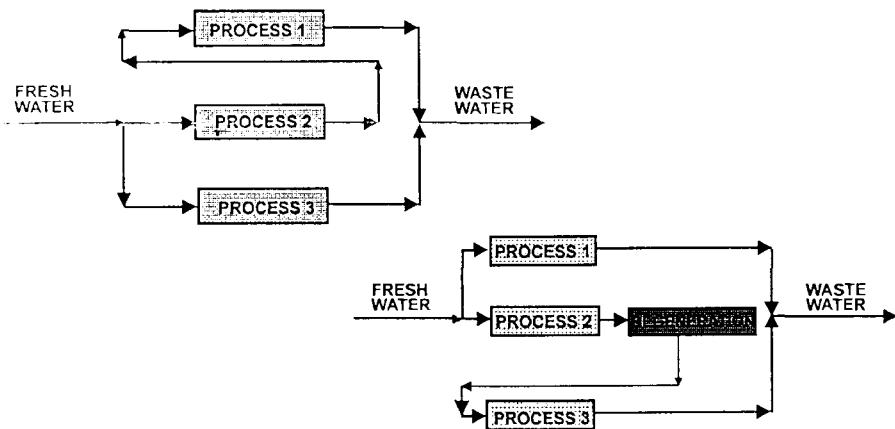 PROCESS 1
FRESH
WATER
PROCESS 2
WASTE
WATER
PROCESS 3
FRESH
WATER
PROCESS 1
PROCESS 2
REGENERATION
WASTE
WATER
PROCESS 3